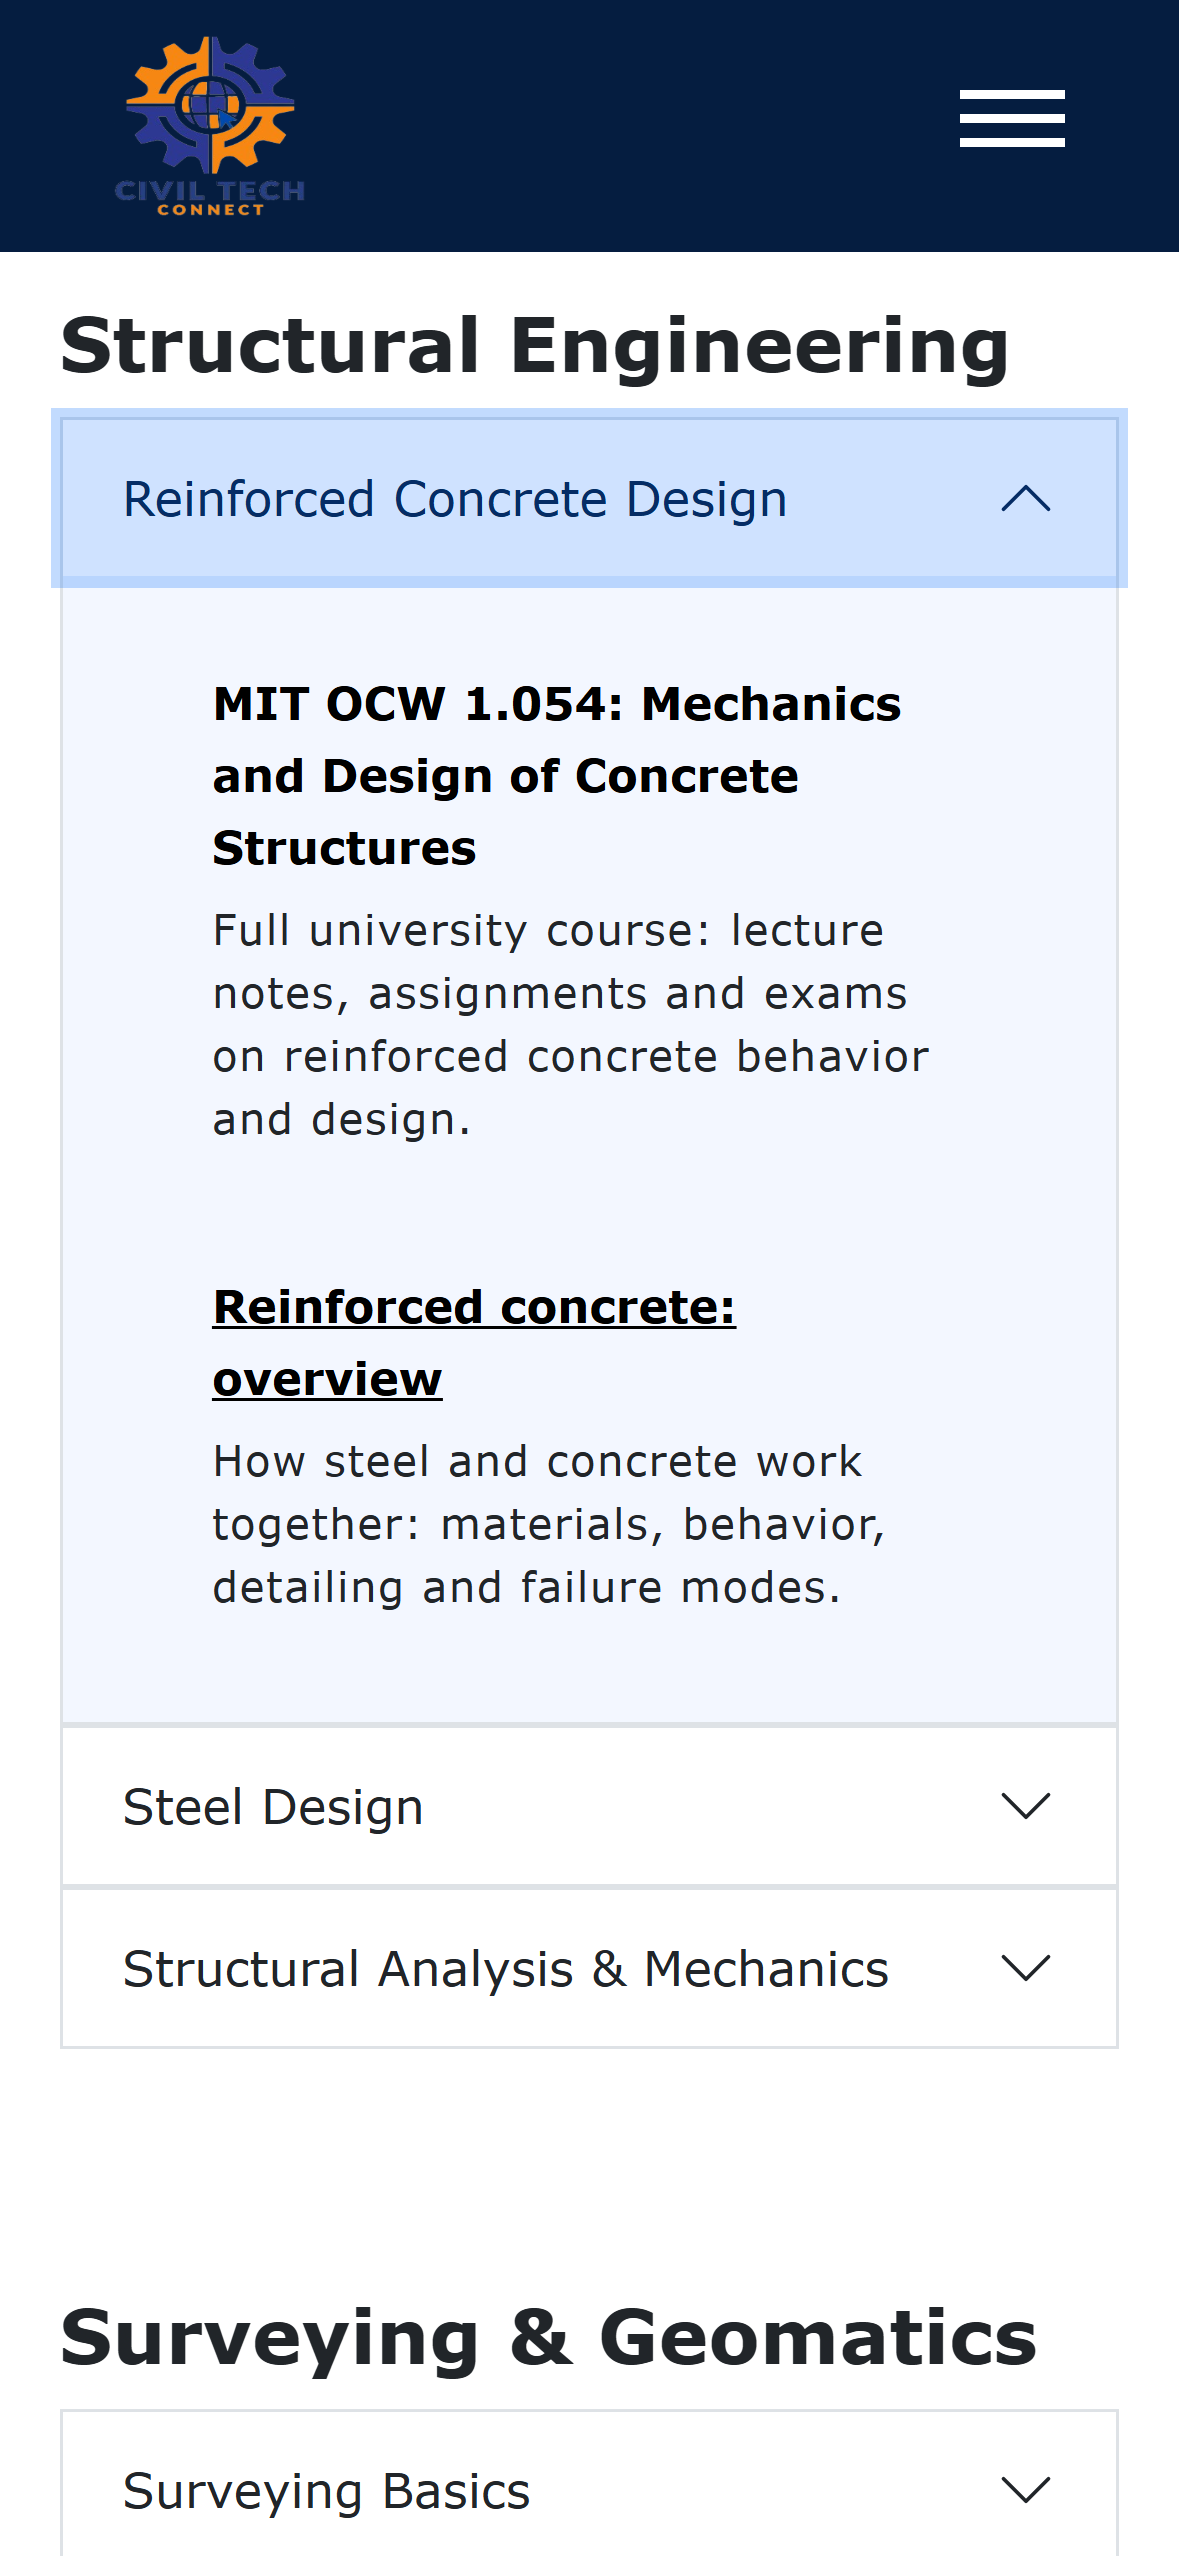 CIVIL TECH
CONNECT
Structural Engineering
Reinforced Concrete Design
MIT OCW 1.054: Mechanics
and Design of Concrete
Structures
Full university course: lecture
notes, assignments and exams
on reinforced concrete behavior
and design.
Reinforced concrete:
overview
How steel and concrete work
together: materials, behavior,
detailing and failure modes.
Steel Design
Structural Analysis & Mechanics
Surveying & Geomatics
Surveying Basics